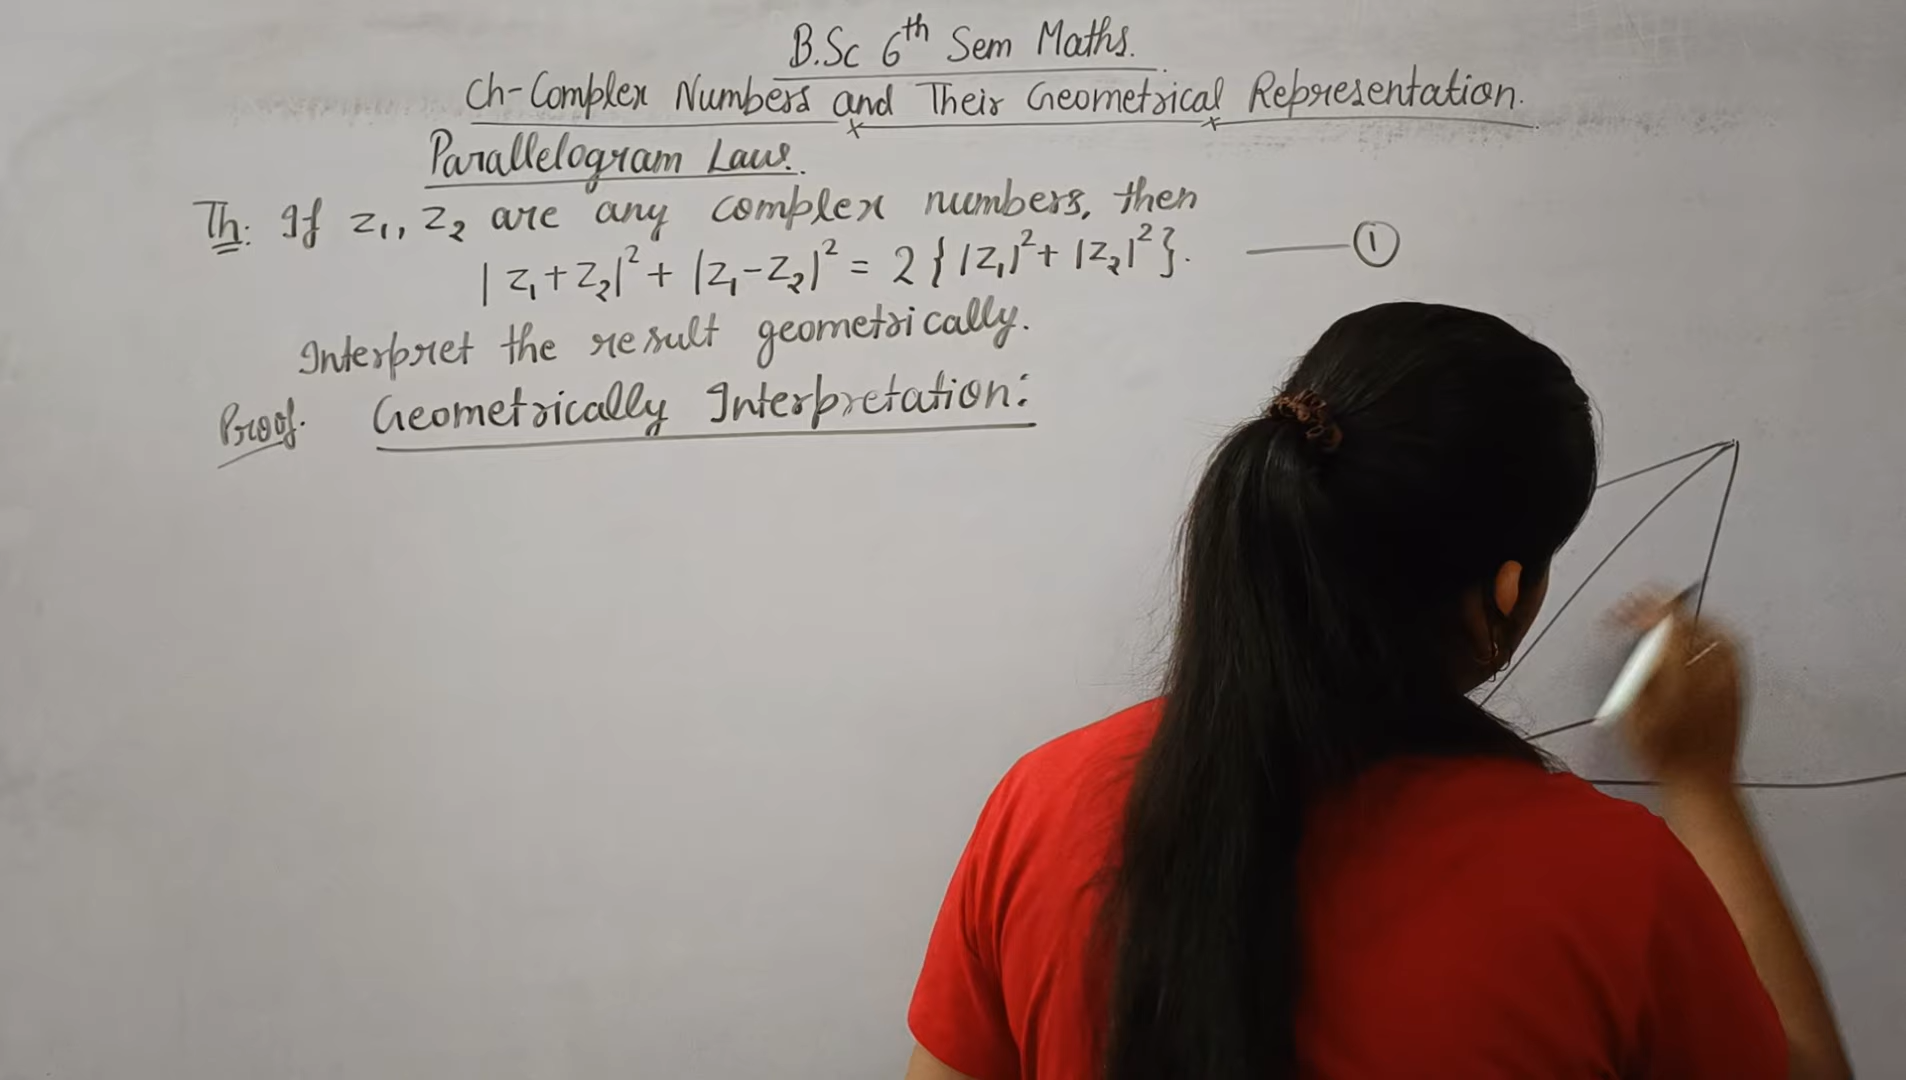 B.Sc 6th Sem Maths.
Ch-Complex Numbers and Their Geometrical Representation.
Parallelogram Law.
Th: If z₁, z₂ are any complex numbers, then
|z₁+z₂|² + |z₁-z₂|² = 2{|z₁|²+ |z₂|²}. —— ①
Interpret the result geometrically.
Proof. Geometrically Interpretation: